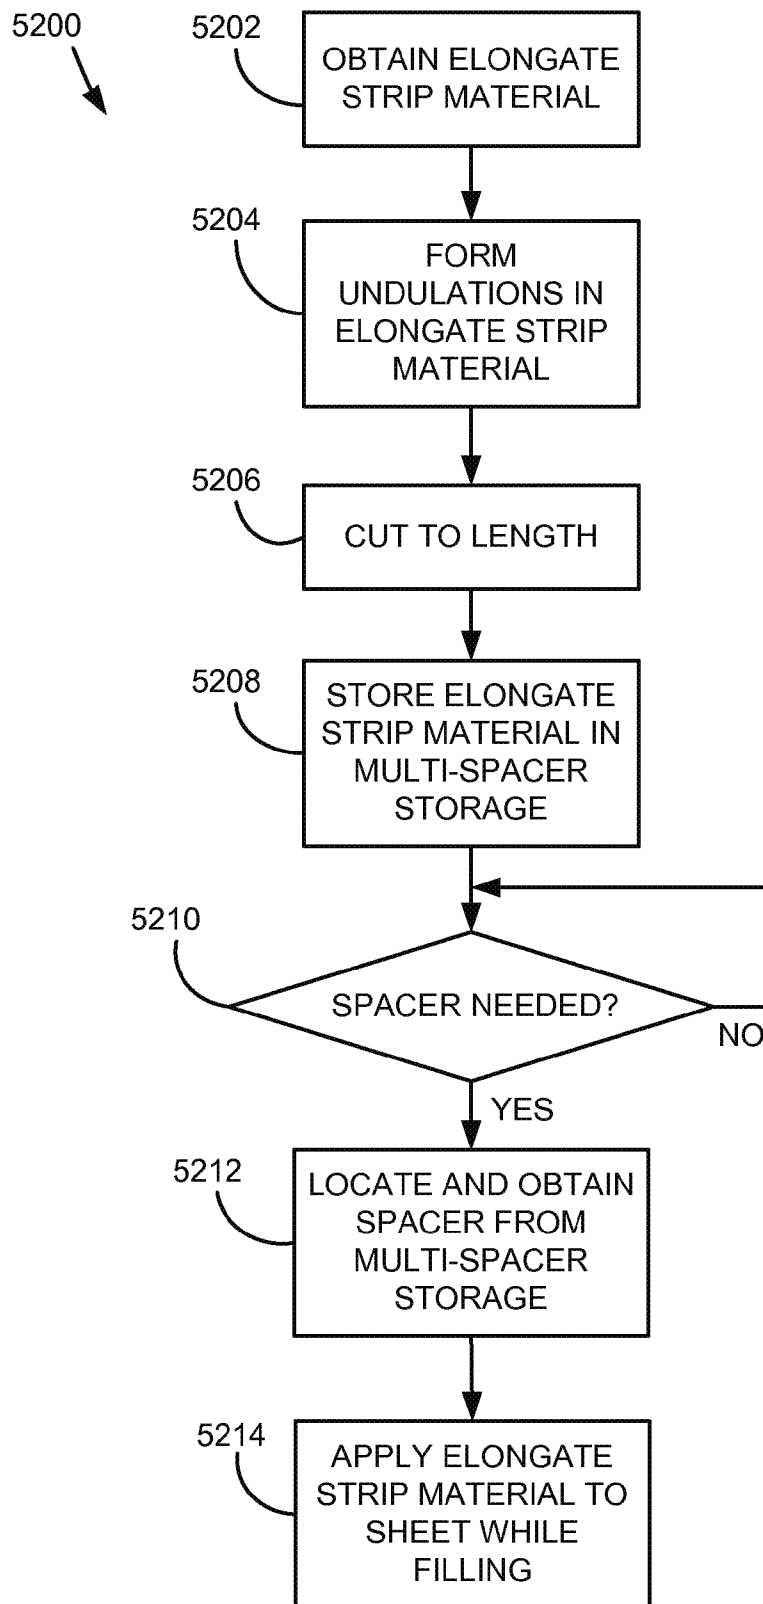 5200
5202
OBTAIN ELONGATE
STRIP MATERIAL
5204
FORM
UNDULATIONS IN
ELONGATE STRIP
MATERIAL
5206
CUT TO LENGTH
5208
STORE ELONGATE
STRIP MATERIAL IN
MULTI-SPACER
STORAGE
5210
SPACER NEEDED?
NO
YES
5212
LOCATE AND OBTAIN
SPACER FROM
MULTI-SPACER
STORAGE
5214
APPLY ELONGATE
STRIP MATERIAL TO
SHEET WHILE
FILLING